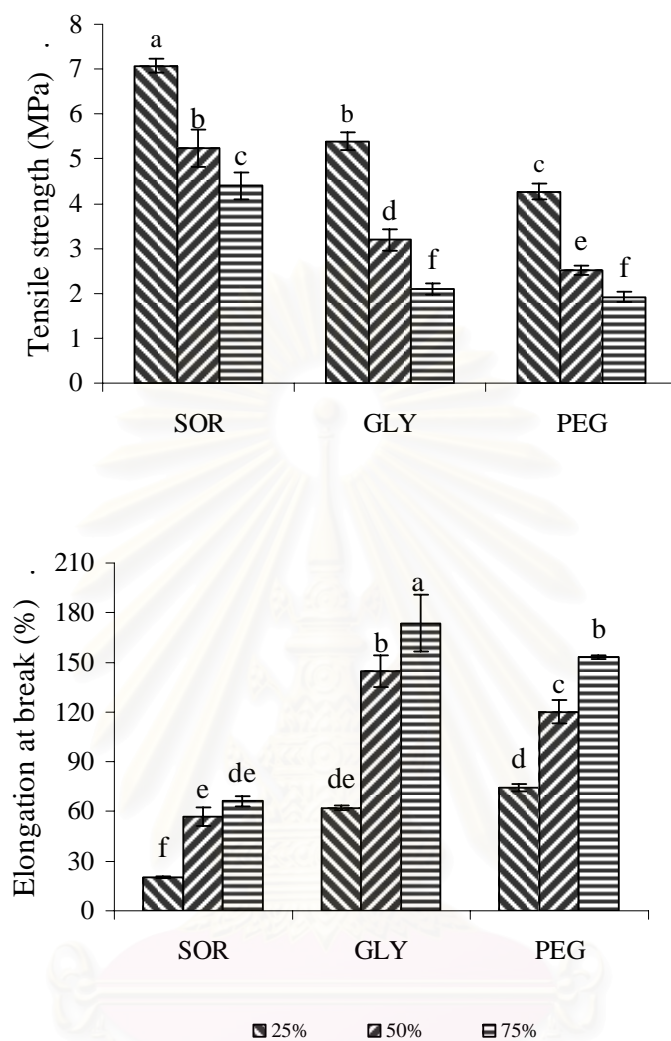 Tensile strength (MPa) .
8
7
6
5
4
3
2
1
0
a
b
c
b
d
f
c
e
f
SOR GLY PEG
Elongation at break (%) .
210
180
150
120
90
60
30
0
f
e
de
de
b
a
d
c
b
SOR GLY PEG
25% 50% 75%